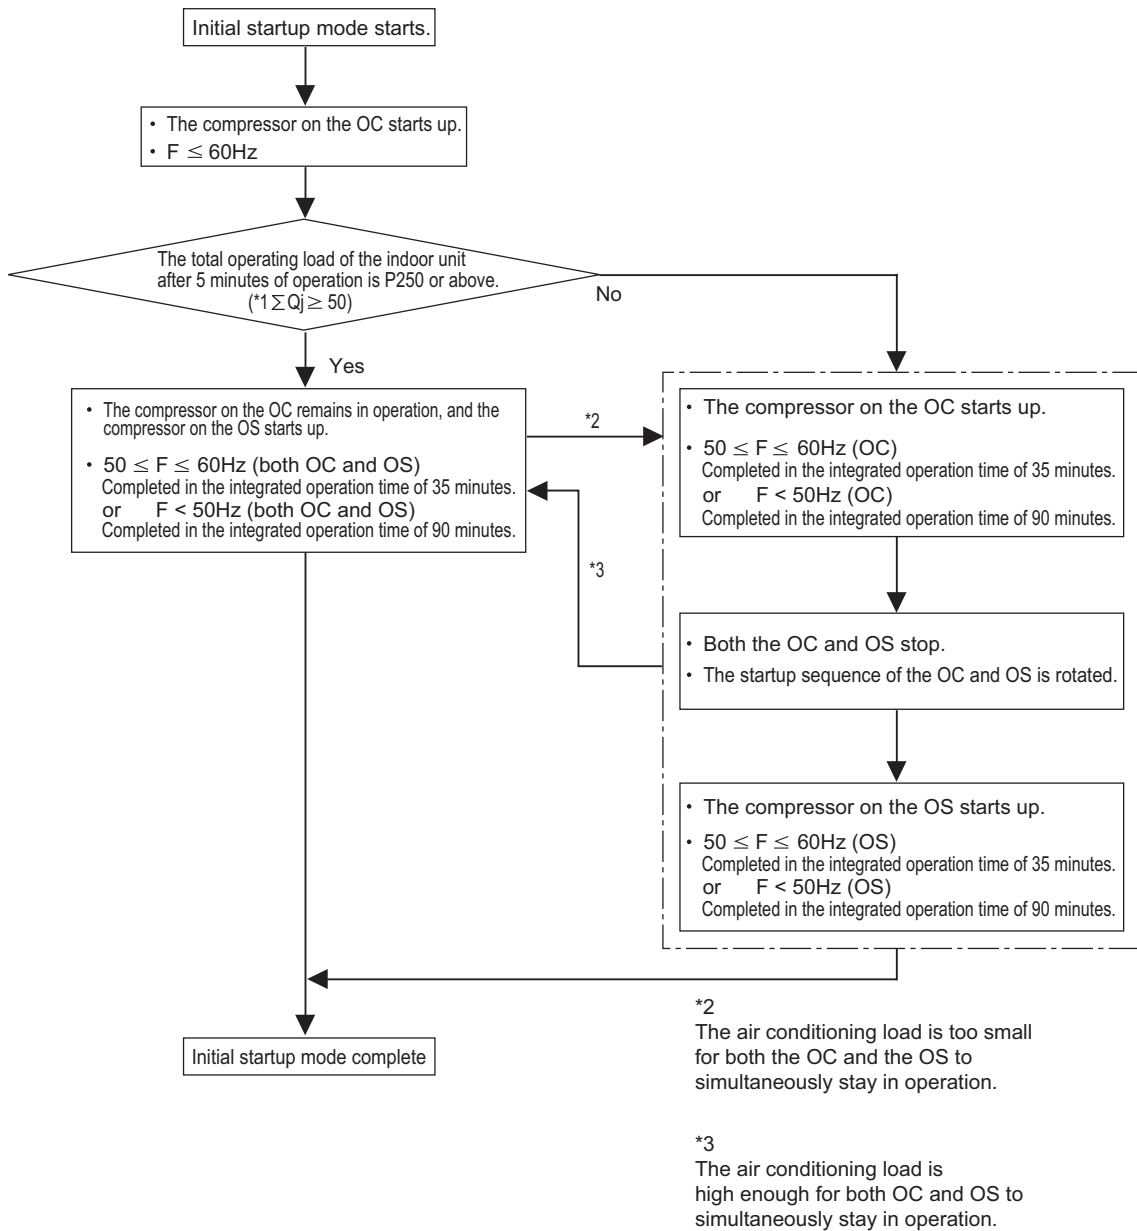 Initial startup mode starts.
• The compressor on the OC starts up.
• F ≤ 60Hz
The total operating load of the indoor unit
after 5 minutes of operation is P250 or above.
(*1 ∑Qj ≥ 50)
No
Yes
• The compressor on the OC remains in operation, and the
compressor on the OS starts up.
• 50 ≤ F ≤ 60Hz (both OC and OS)
Completed in the integrated operation time of 35 minutes.
or F < 50Hz (both OC and OS)
Completed in the integrated operation time of 90 minutes.
*2
*3
• The compressor on the OC starts up.
• 50 ≤ F ≤ 60Hz (OC)
Completed in the integrated operation time of 35 minutes.
or F < 50Hz (OC)
Completed in the integrated operation time of 90 minutes.
• Both the OC and OS stop.
• The startup sequence of the OC and OS is rotated.
• The compressor on the OS starts up.
• 50 ≤ F ≤ 60Hz (OS)
Completed in the integrated operation time of 35 minutes.
or F < 50Hz (OS)
Completed in the integrated operation time of 90 minutes.
Initial startup mode complete
*2
The air conditioning load is too small
for both the OC and the OS to
simultaneously stay in operation.
*3
The air conditioning load is
high enough for both OC and OS to
simultaneously stay in operation.